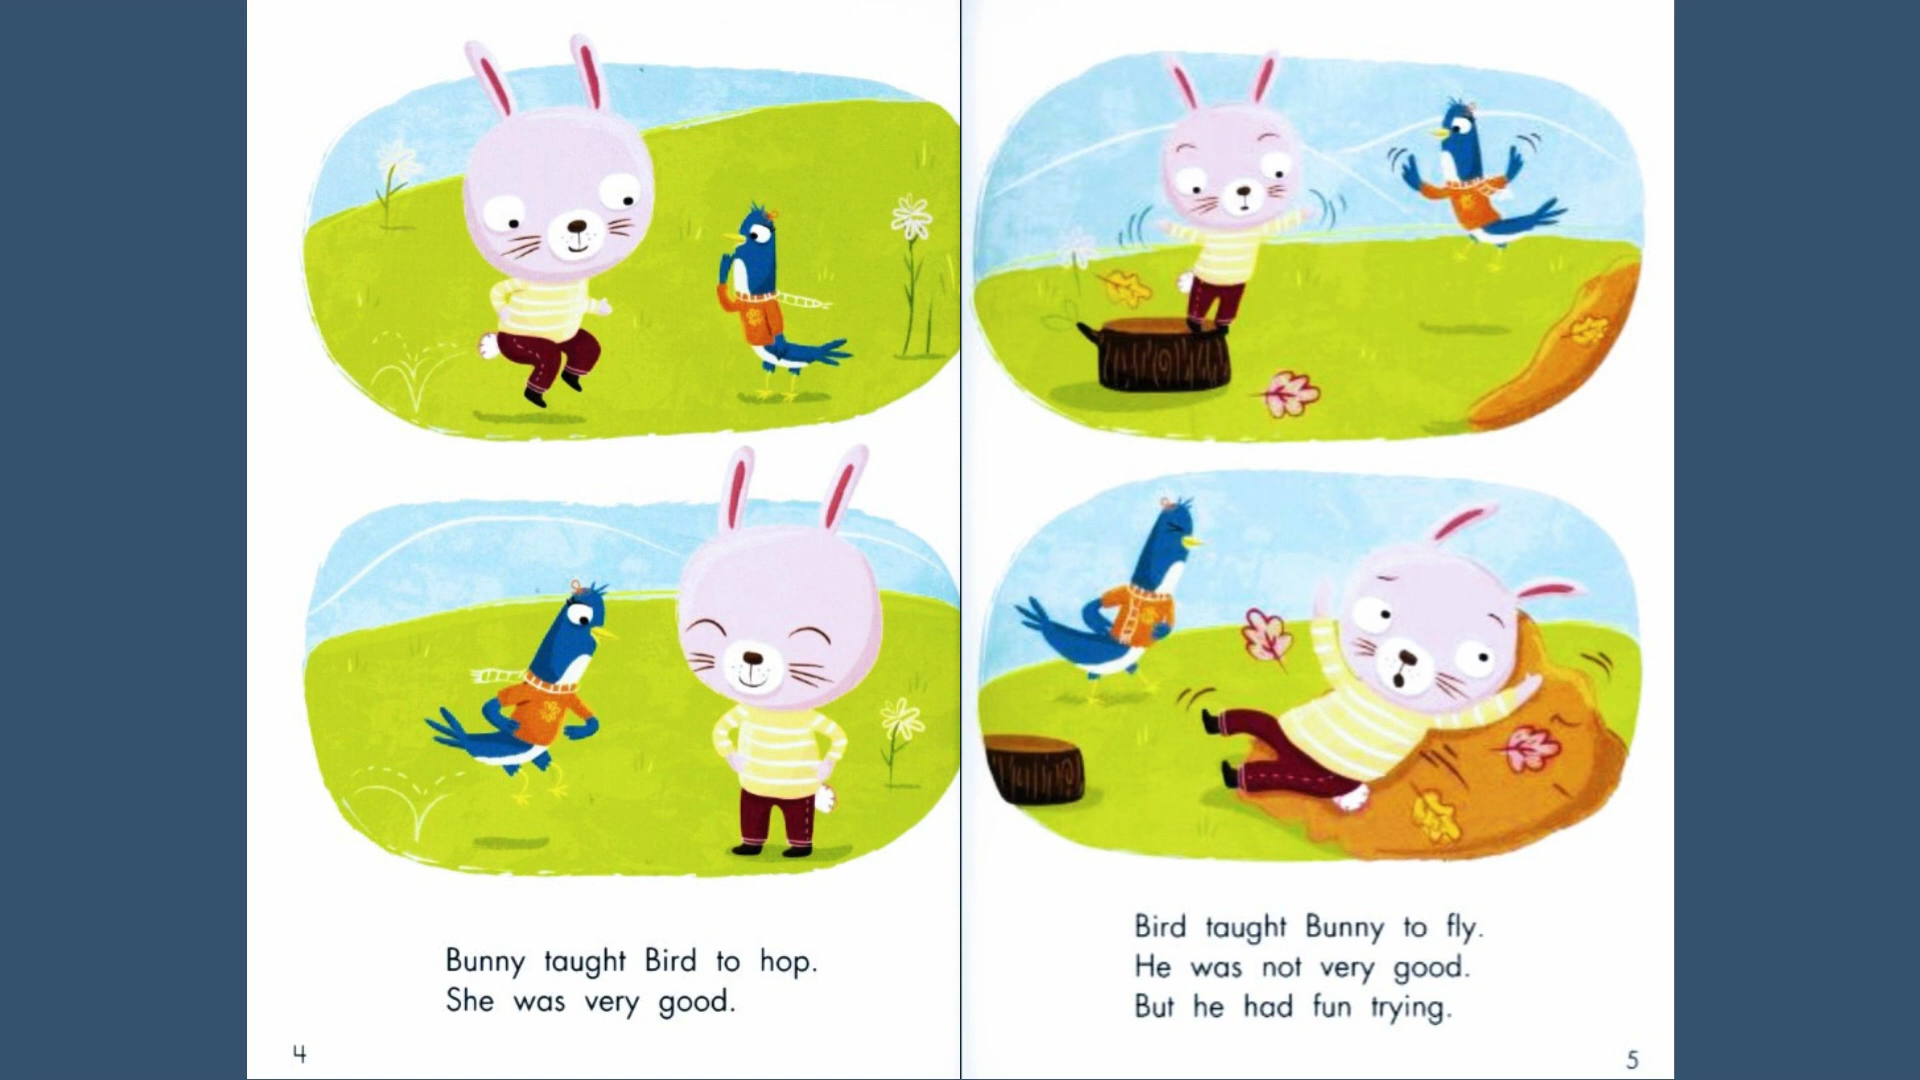 Bunny taught Bird to hop.
She was very good.
4
Bird taught Bunny to fly.
He was not very good.
But he had fun trying.
5